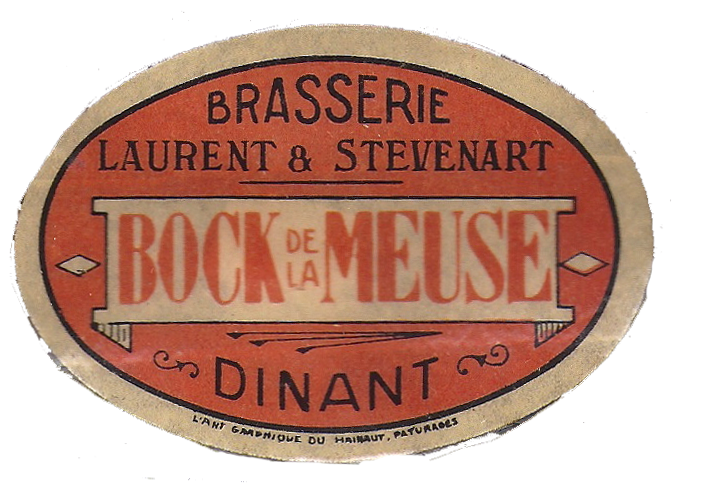 BRASSERIE
LAURENT & STEVENART
BOCK DE LA MEUSE
DINANT
L'ART GRAPHIQUE DU HAINAUT, PATURAGES